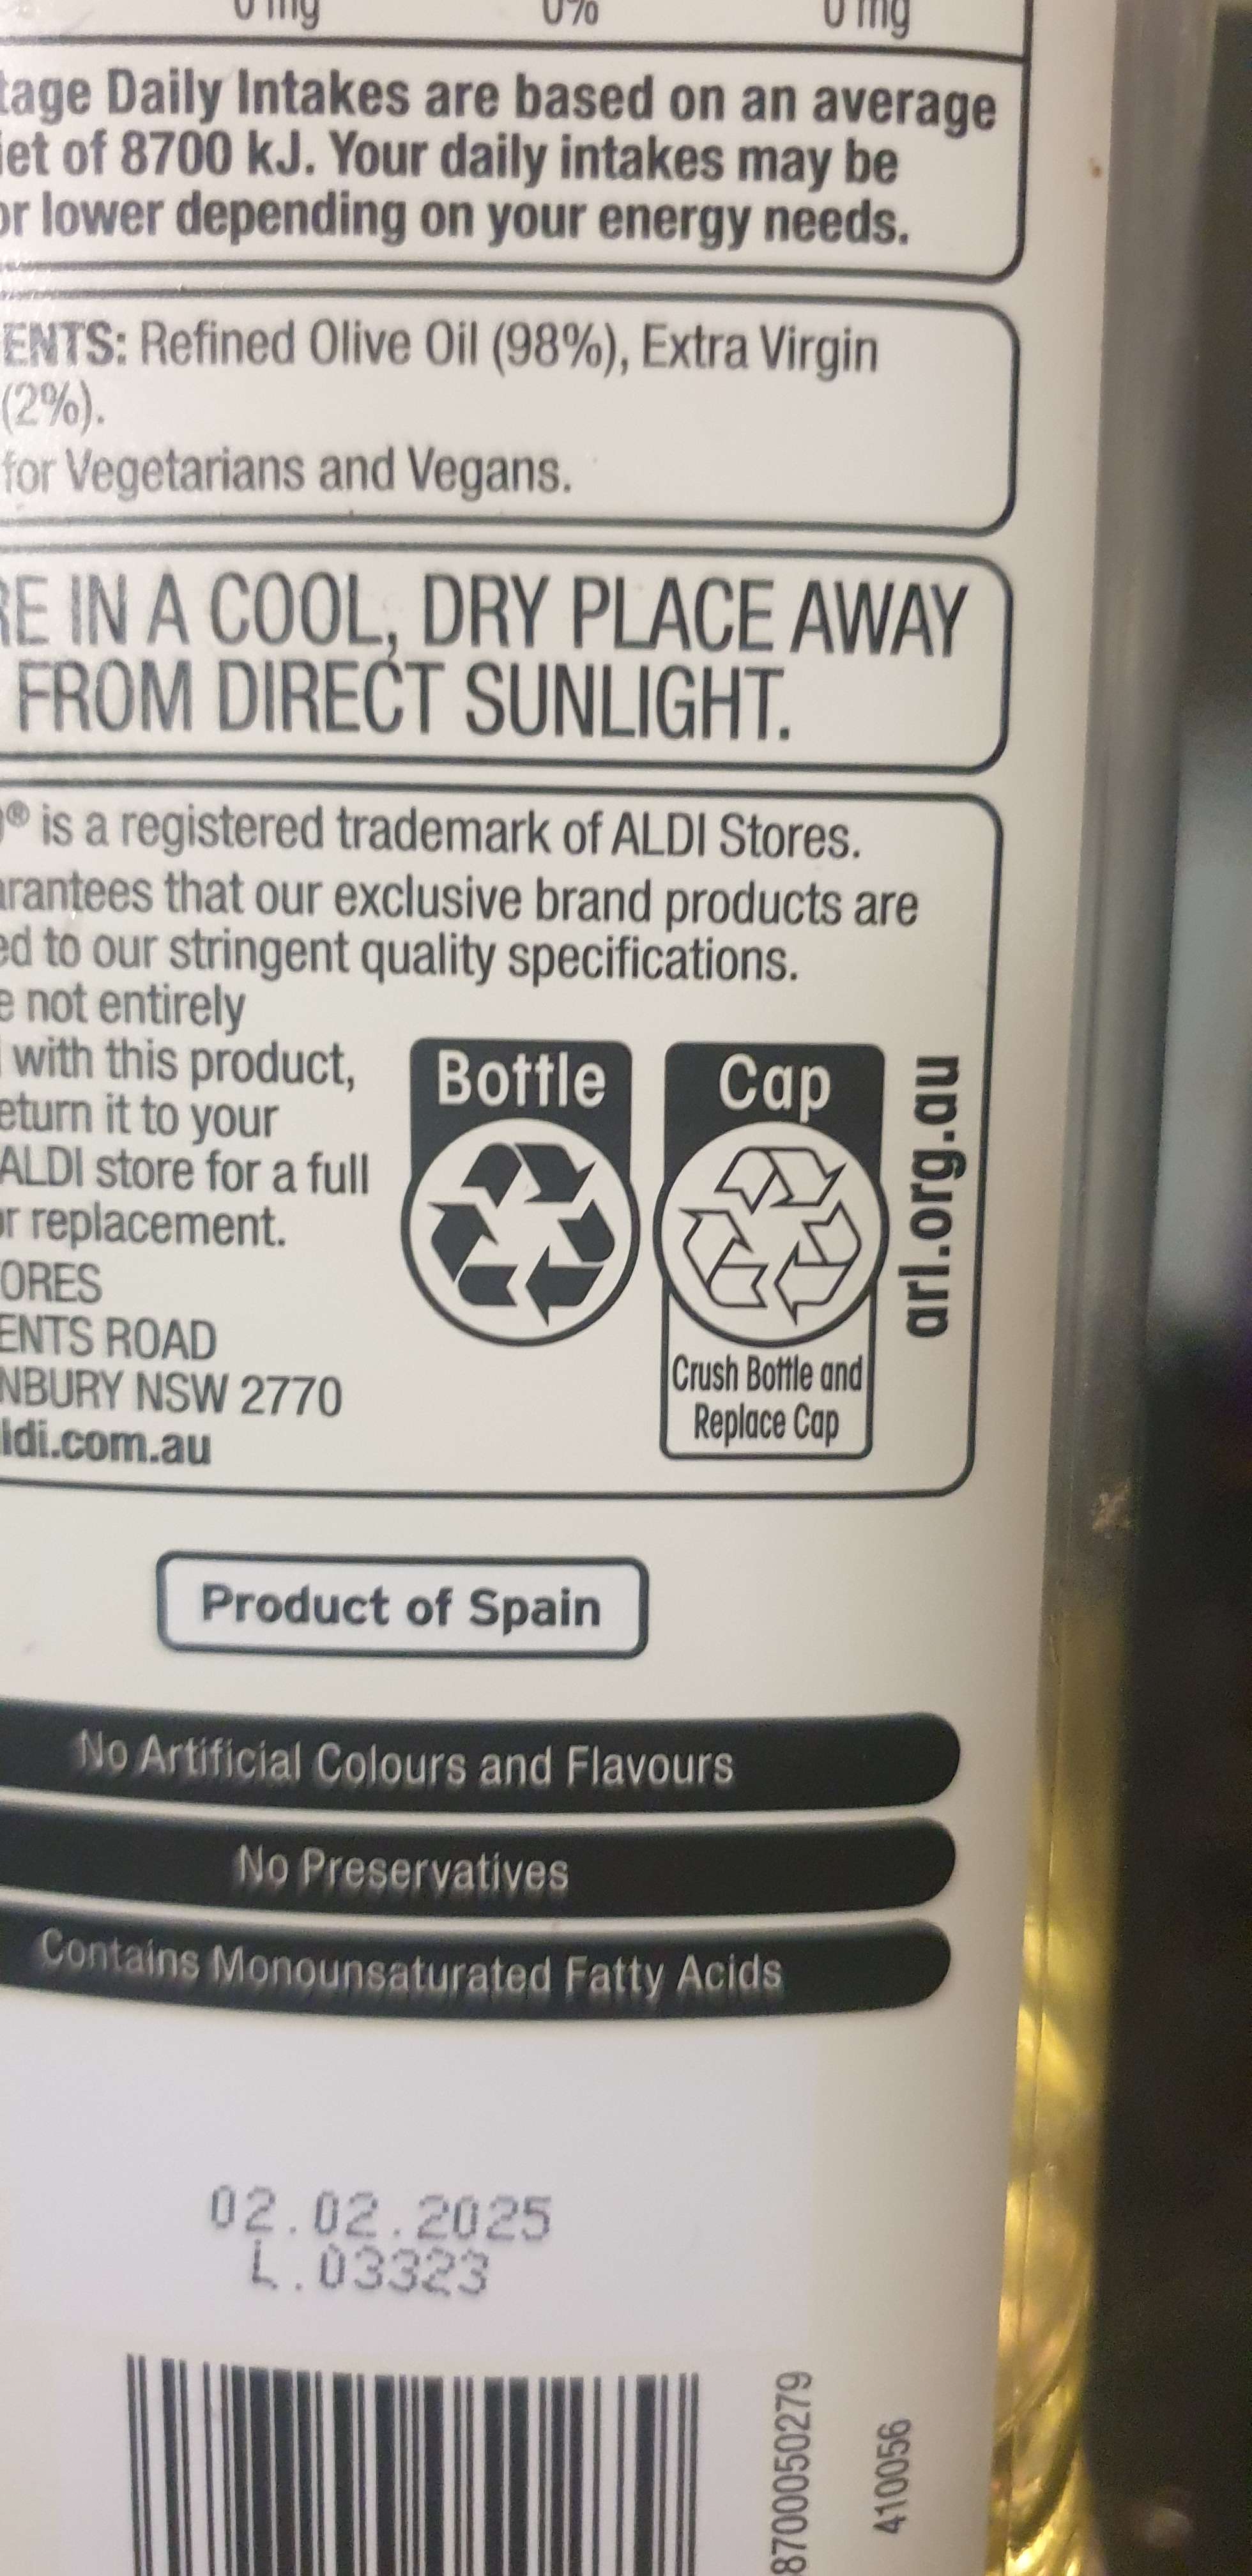 0 mg 0% 0 mg
tage Daily Intakes are based on an average
iet of 8700 kJ. Your daily intakes may be
or lower depending on your energy needs.
ENTS: Refined Olive Oil (98%), Extra Virgin
(2%).
for Vegetarians and Vegans.
RE IN A COOL, DRY PLACE AWAY
FROM DIRECT SUNLIGHT.
® is a registered trademark of ALDI Stores.
arantees that our exclusive brand products are
ed to our stringent quality specifications.
e not entirely
with this product,
eturn it to your
ALDI store for a full
or replacement.
ORES
ENTS ROAD
NBURY NSW 2770
ldi.com.au
Bottle
Cap
Crush Bottle and
Replace Cap
arl.org.au
Product of Spain
No Artificial Colours and Flavours
No Preservatives
Contains Monounsaturated Fatty Acids
02.02.2025
L.03323
8700050279
410056